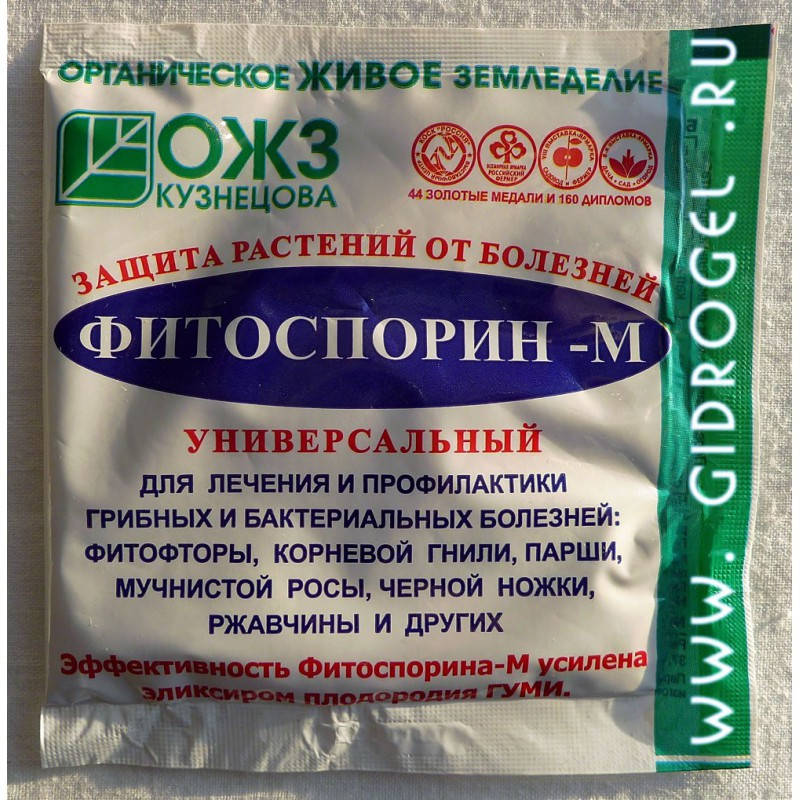 ОРГАНИЧЕСКОЕ ЖИВОЕ ЗЕМЛЕДЕЛИЕ
ОЖЗ
КУЗНЕЦОВА
44 ЗОЛОТЫЕ МЕДАЛИ И 160 ДИПЛОМОВ
ЗАЩИТА РАСТЕНИЙ ОТ БОЛЕЗНЕЙ
ФИТОСПОРИН -М
УНИВЕРСАЛЬНЫЙ
ДЛЯ ЛЕЧЕНИЯ И ПРОФИЛАКТИКИ
ГРИБНЫХ И БАКТЕРИАЛЬНЫХ БОЛЕЗНЕЙ:
ФИТОФТОРЫ, КОРНЕВОЙ ГНИЛИ, ПАРШИ,
МУЧНИСТОЙ РОСЫ, ЧЕРНОЙ НОЖКИ,
РЖАВЧИНЫ И ДРУГИХ
Эффективность Фитоспорина-М усилена
эликсиром плодородия ГУМИ.
WWW.GIDROGEL.RU